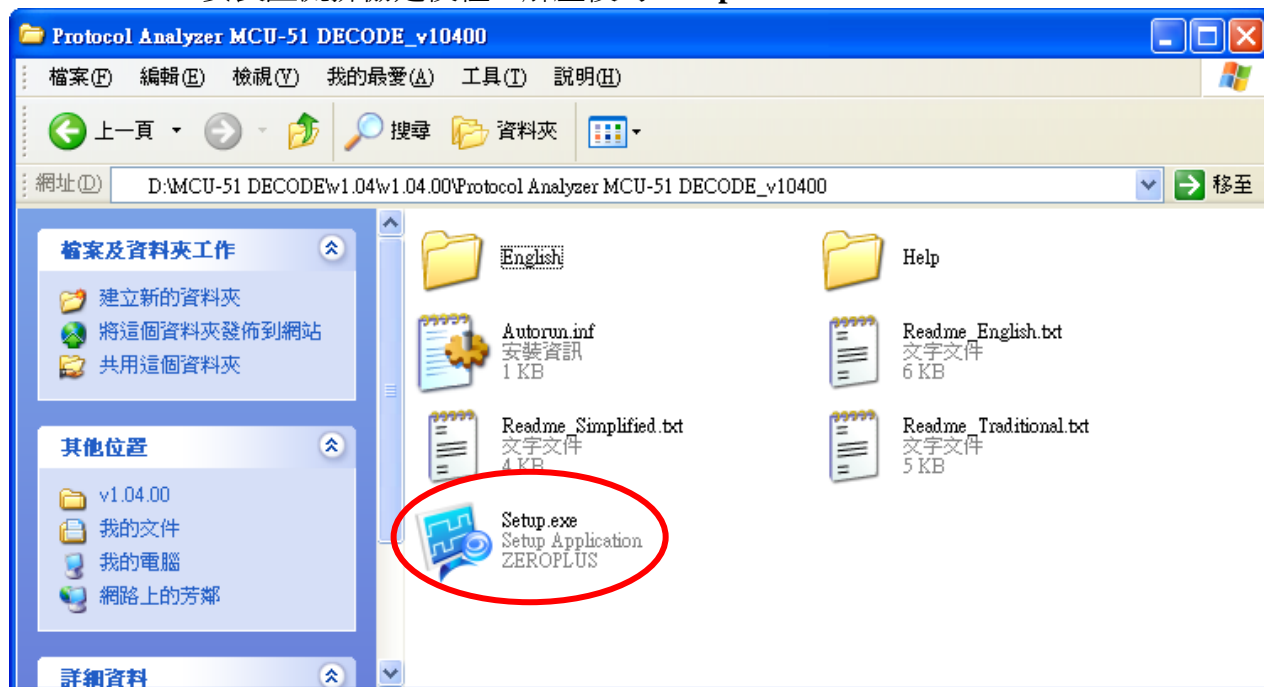 Protocol Analyzer MCU-51 DECODE_v10400
檔案(F) 編輯(E) 檢視(V) 我的最愛(A) 工具(T) 說明(H)
上一頁 搜尋 資料夾
網址(D) D:\MCU-51 DECODE\v1.04\v1.04.00\Protocol Analyzer MCU-51 DECODE_v10400 移至
檔案及資料夾工作
建立新的資料夾
將這個資料夾發佈到網站
共用這個資料夾
其他位置
v1.04.00
我的文件
我的電腦
網路上的芳鄰
詳細資料
English
Help
Autorun.inf
安裝資訊
1 KB
Readme_English.txt
文字文件
6 KB
Readme_Simplified.txt
文字文件
4 KB
Readme_Traditional.txt
文字文件
5 KB
Setup.exe
Setup Application
ZEROPLUS